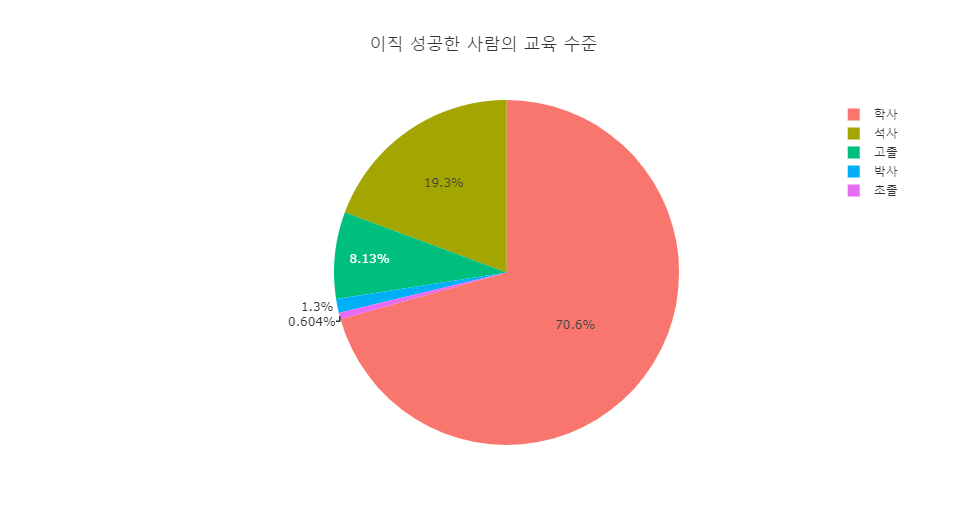 이직 성공한 사람의 교육 수준
학사
석사
고졸
박사
초졸
19.3%
8.13%
1.3%
0.604%
70.6%